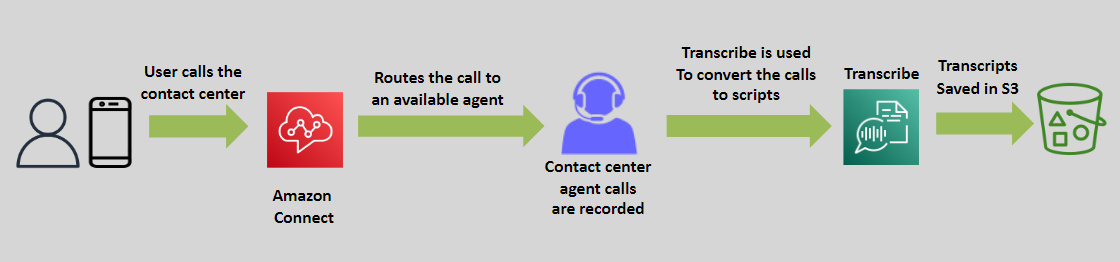 User calls the
contact center
Amazon
Connect
Routes the call to
an available agent
Contact center
agent calls
are recorded
Transcribe is used
To convert the calls
to scripts
Transcribe
Transcripts
Saved in S3